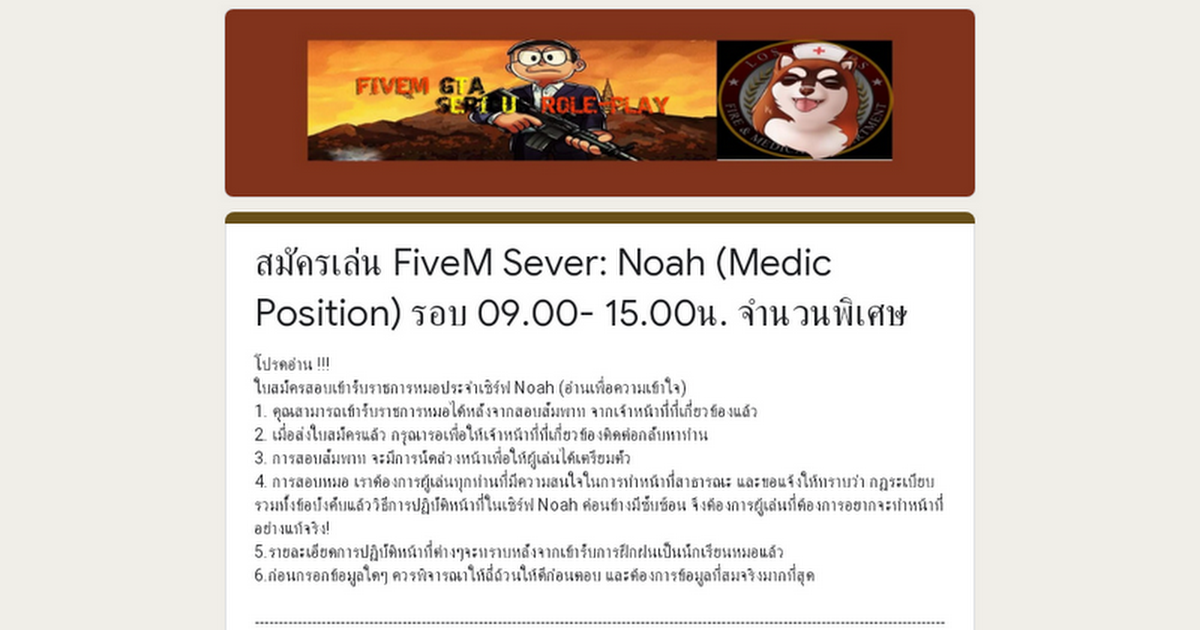 FIVEM GTA
ROLE-PLAY
FIRE & MEDICAL DEPARTMENT
สมัครเล่น FiveM Sever: Noah (Medic
Position) รอบ 09.00- 15.00น. จำนวนพิเศษ
โปรดอ่าน !!!
ใบสมัครสอบเข้ารับราชการหมอประจำเซิร์ฟ Noah (อ่านเพื่อความเข้าใจ)
1. คุณสามารถเข้ารับราชการหมอได้หลังจากสอบสัมพาท จากเจ้าหน้าที่ที่เกี่ยวข้องแล้ว
2. เมื่อส่งใบสมัครแล้ว กรุณารอเพื่อให้เจ้าหน้าที่ที่เกี่ยวข้องติดต่อกลับหาท่าน
3. การสอบสัมพาท จะมีการนัดล่วงหน้าเพื่อให้ผู้เล่นได้เตรียมตัว
4. การสอบหมอ เราต้องการผู้เล่นทุกท่านที่มีความสนใจในการทำหน้าที่สาธารณะ และขอแจ้งให้ทราบว่า กฎระเบียบ
รวมทั้งข้อบังคับแล้ววิธีการปฏิบัติหน้าที่ในเซิร์ฟ Noah ค่อนข้างมีซับซ้อน จึงต้องการผู้เล่นที่ต้องการอยากจะทำหน้าที่
อย่างแท้จริง!
5.รายละเอียดการปฏิบัติหน้าที่ต่างๆจะทราบหลังจากเข้ารับการฝึกฝนเป็นนักเรียนหมอแล้ว
6.ก่อนกรอกข้อมูลใดๆ ควรพิจารณาให้ถี่ถ้วนให้ดีก่อนตอบ และต้องการข้อมูลที่สมจริงมากที่สุด